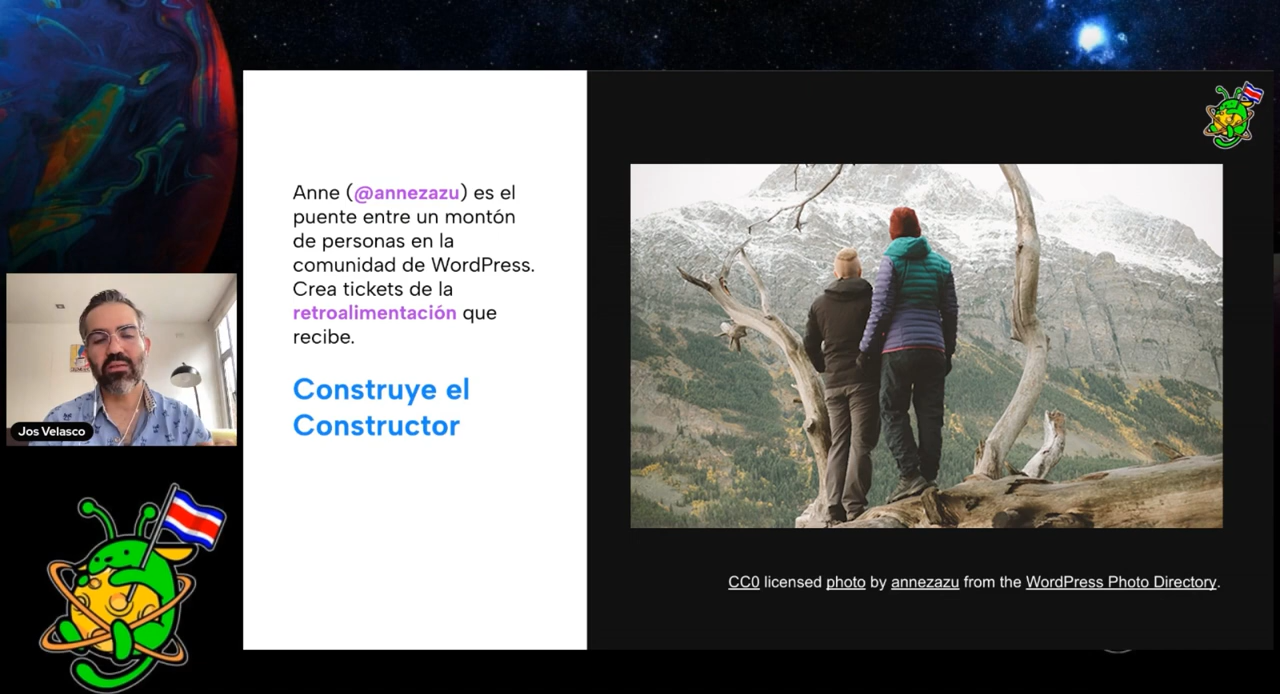 Anne (@annezazu) es el
puente entre un montón
de personas en la
comunidad de WordPress.
Crea tickets de la
retroalimentación que
recibe.
Construye el
Constructor
Jos Velasco
CC0 licensed photo by annezazu from the WordPress Photo Directory.